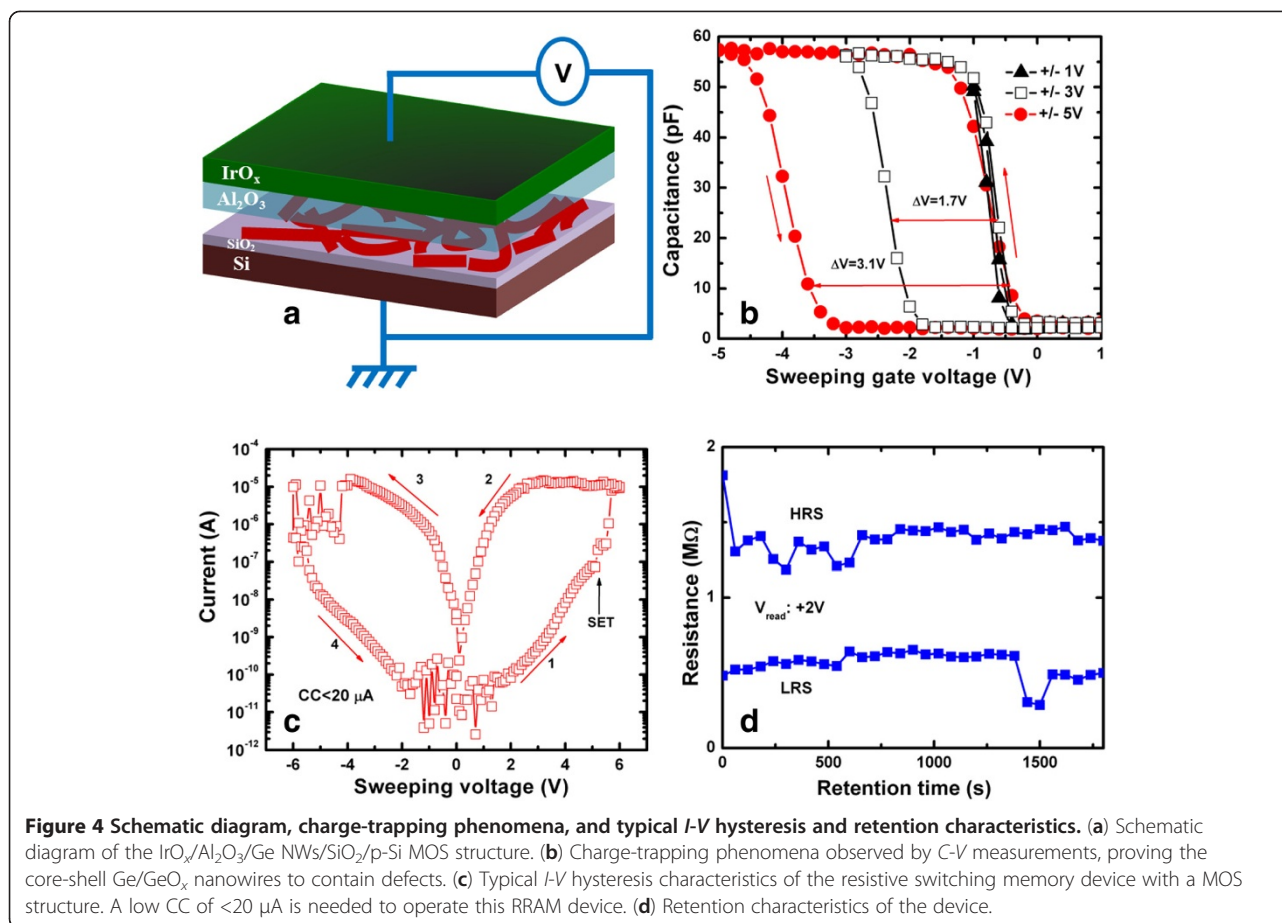 V
IrOₓ
Al₂O₃
SiO₂
Si
a
60
50
40
30
20
10
0
Capacitance (pF)
+/- 1V
+/- 3V
+/- 5V
ΔV=1.7V
ΔV=3.1V
b
-5 -4 -3 -2 -1 0 1
Sweeping gate voltage (V)
10⁻⁴
10⁻⁵
10⁻⁶
10⁻⁷
10⁻⁸
10⁻⁹
10⁻¹⁰
10⁻¹¹
10⁻¹²
Current (A)
3
2
SET
4
1
CC<20 μA
c
-6 -4 -2 0 2 4 6
Sweeping voltage (V)
2
1
0
Resistance (MΩ)
HRS
V_read: +2V
LRS
d
0 500 1000 1500
Retention time (s)
Figure 4 Schematic diagram, charge-trapping phenomena, and typical I-V hysteresis and retention characteristics. (a) Schematic
diagram of the IrOₓ/Al₂O₃/Ge NWs/SiO₂/p-Si MOS structure. (b) Charge-trapping phenomena observed by C-V measurements, proving the
core-shell Ge/GeOₓ nanowires to contain defects. (c) Typical I-V hysteresis characteristics of the resistive switching memory device with a MOS
structure. A low CC of <20 μA is needed to operate this RRAM device. (d) Retention characteristics of the device.